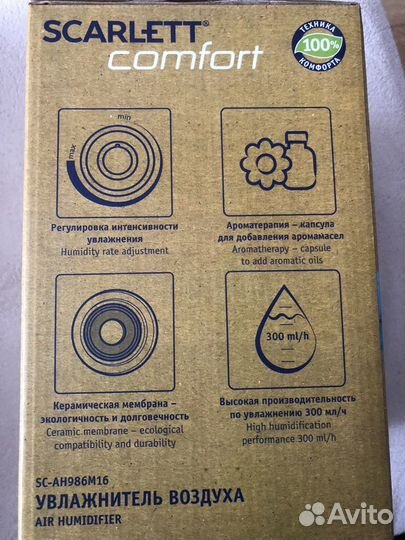 SCARLETT®
comfort
ТЕХНИКА
100%
КОМФОРТА
min
max
Регулировка интенсивности
увлажнения
Humidity rate adjustment
Ароматерапия – капсула
для добавления аромамасел
Aromatherapy – capsule
to add aromatic oils
300 ml/h
Керамическая мембрана –
экологичность и долговечность
Ceramic membrane – ecological
compatibility and durability
Высокая производительность
по увлажнению 300 мл/ч
High humidification
performance 300 ml/h
SC-AH986M16
УВЛАЖНИТЕЛЬ ВОЗДУХА
AIR HUMIDIFIER
Avito